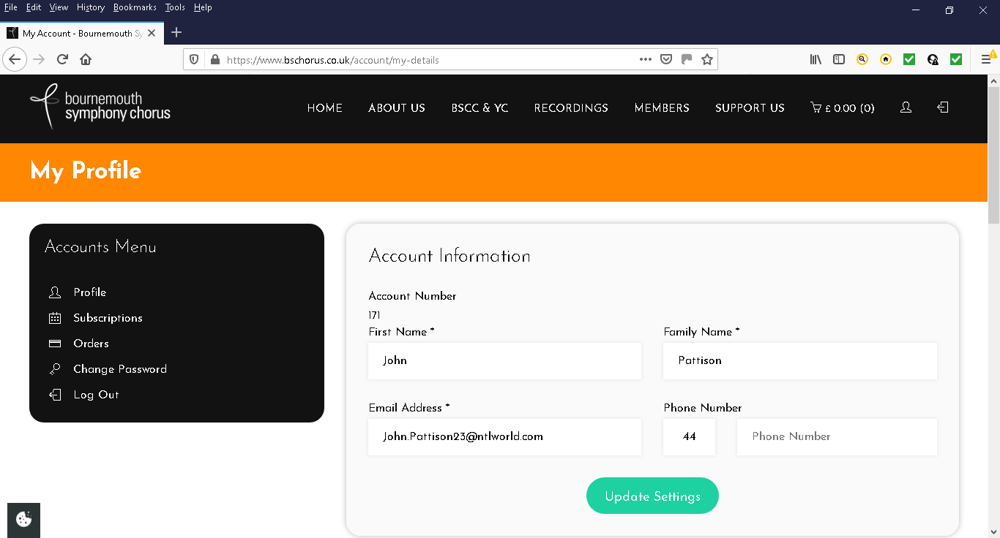 File Edit View History Bookmarks Tools Help
My Account - Bournemouth Sy
https://www.bschorus.co.uk/account/my-details
bournemouth
symphony chorus
HOME ABOUT US BSCC & YC RECORDINGS MEMBERS SUPPORT US £ 0.00 (0)
My Profile
Accounts Menu
Profile
Subscriptions
Orders
Change Password
Log Out
Account Information
Account Number
171
First Name * Family Name *
John Pattison
Email Address * Phone Number
John.Pattison23@ntlworld.com 44 Phone Number
Update Settings